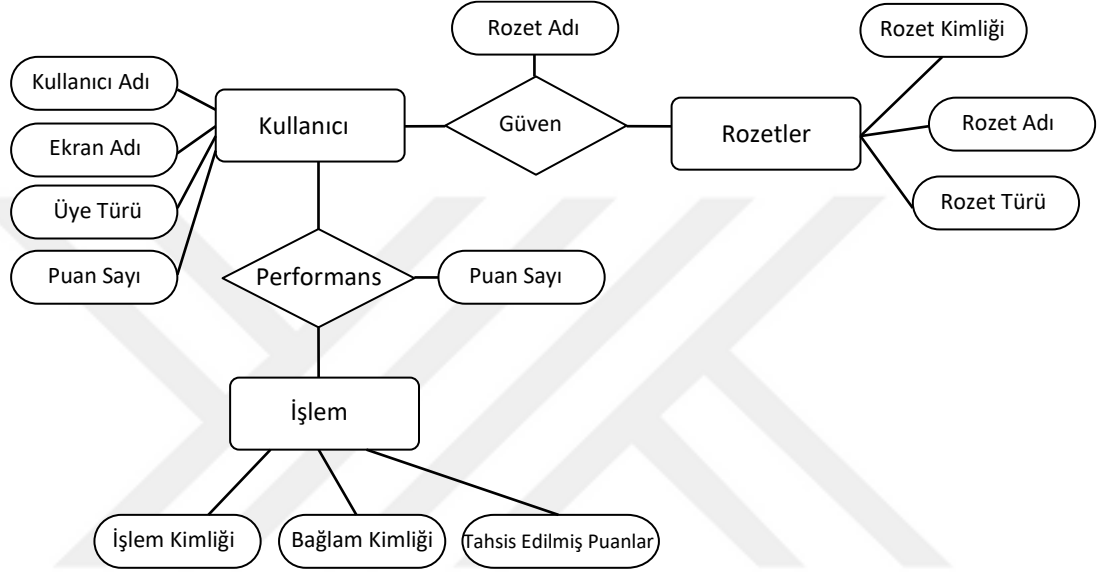 Rozet Adı
Rozet Kimliği
Kullanıcı Adı
Kullanıcı
Güven
Rozetler
Rozet Adı
Ekran Adı
Üye Türü
Rozet Türü
Puan Sayı
Performans
Puan Sayı
İşlem
İşlem Kimliği
Bağlam Kimliği
Tahsis Edilmiş Puanlar